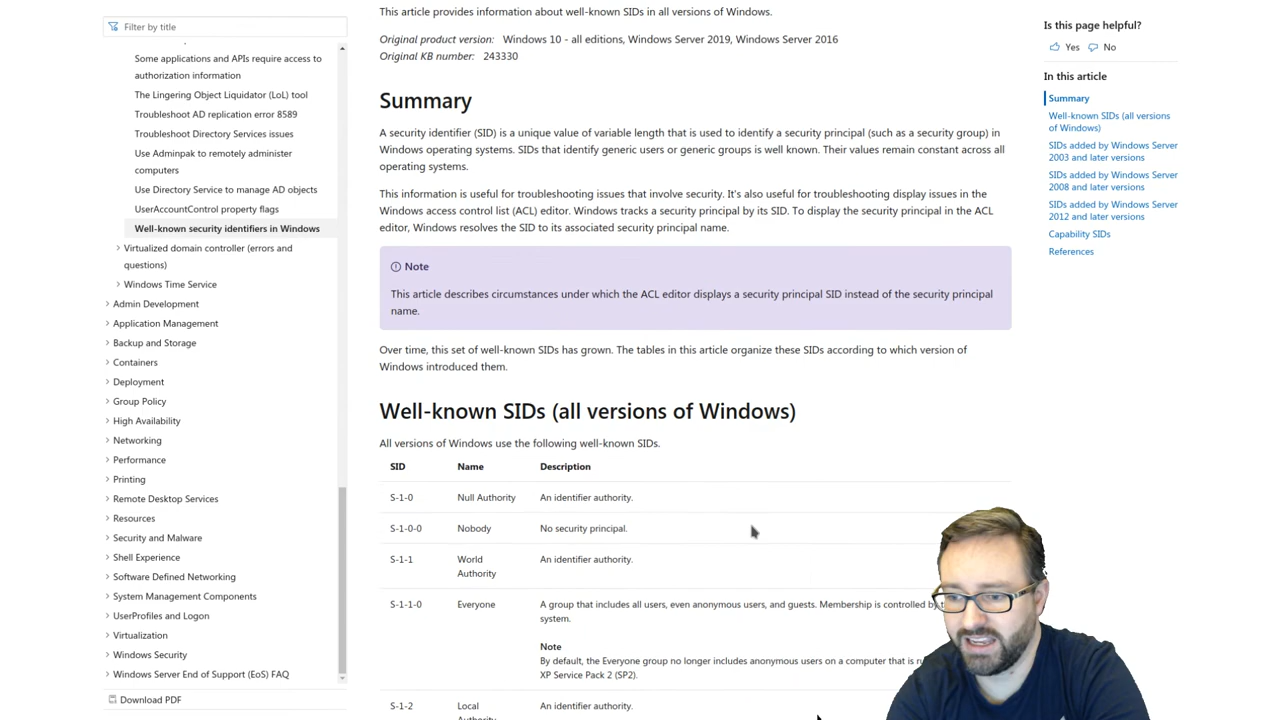 Filter by title
Some applications and APIs require access to
authorization information
The Lingering Object Liquidator (LoL) tool
Troubleshoot AD replication error 8589
Troubleshoot Directory Services issues
Use Adminpak to remotely administer
computers
Use Directory Service to manage AD objects
UserAccountControl property flags
Well-known security identifiers in Windows
Virtualized domain controller (errors and
questions)
Windows Time Service
Admin Development
Application Management
Backup and Storage
Containers
Deployment
Group Policy
High Availability
Networking
Performance
Printing
Remote Desktop Services
Resources
Security and Malware
Shell Experience
Software Defined Networking
System Management Components
UserProfiles and Logon
Virtualization
Windows Security
Windows Server End of Support (EoS) FAQ
Download PDF
This article provides information about well-known SIDs in all versions of Windows.
Original product version: Windows 10 - all editions, Windows Server 2019, Windows Server 2016
Original KB number: 243330
Summary
A security identifier (SID) is a unique value of variable length that is used to identify a security principal (such as a security group) in
Windows operating systems. SIDs that identify generic users or generic groups is well known. Their values remain constant across all
operating systems.
This information is useful for troubleshooting issues that involve security. It's also useful for troubleshooting display issues in the
Windows access control list (ACL) editor. Windows tracks a security principal by its SID. To display the security principal in the ACL
editor, Windows resolves the SID to its associated security principal name.
Note
This article describes circumstances under which the ACL editor displays a security principal SID instead of the security principal
name.
Over time, this set of well-known SIDs has grown. The tables in this article organize these SIDs according to which version of
Windows introduced them.
Well-known SIDs (all versions of Windows)
All versions of Windows use the following well-known SIDs.
SID Name Description
S-1-0 Null Authority An identifier authority.
S-1-0-0 Nobody No security principal.
S-1-1 World An identifier authority.
Authority
S-1-1-0 Everyone A group that includes all users, even anonymous users, and guests. Membership is controlled by
system.
Note
By default, the Everyone group no longer includes anonymous users on a computer that is
XP Service Pack 2 (SP2).
S-1-2 Local An identifier authority.
Is this page helpful?
Yes No
In this article
Summary
Well-known SIDs (all versions
of Windows)
SIDs added by Windows Server
2003 and later versions
SIDs added by Windows Server
2008 and later versions
SIDs added by Windows Server
2012 and later versions
Capability SIDs
References